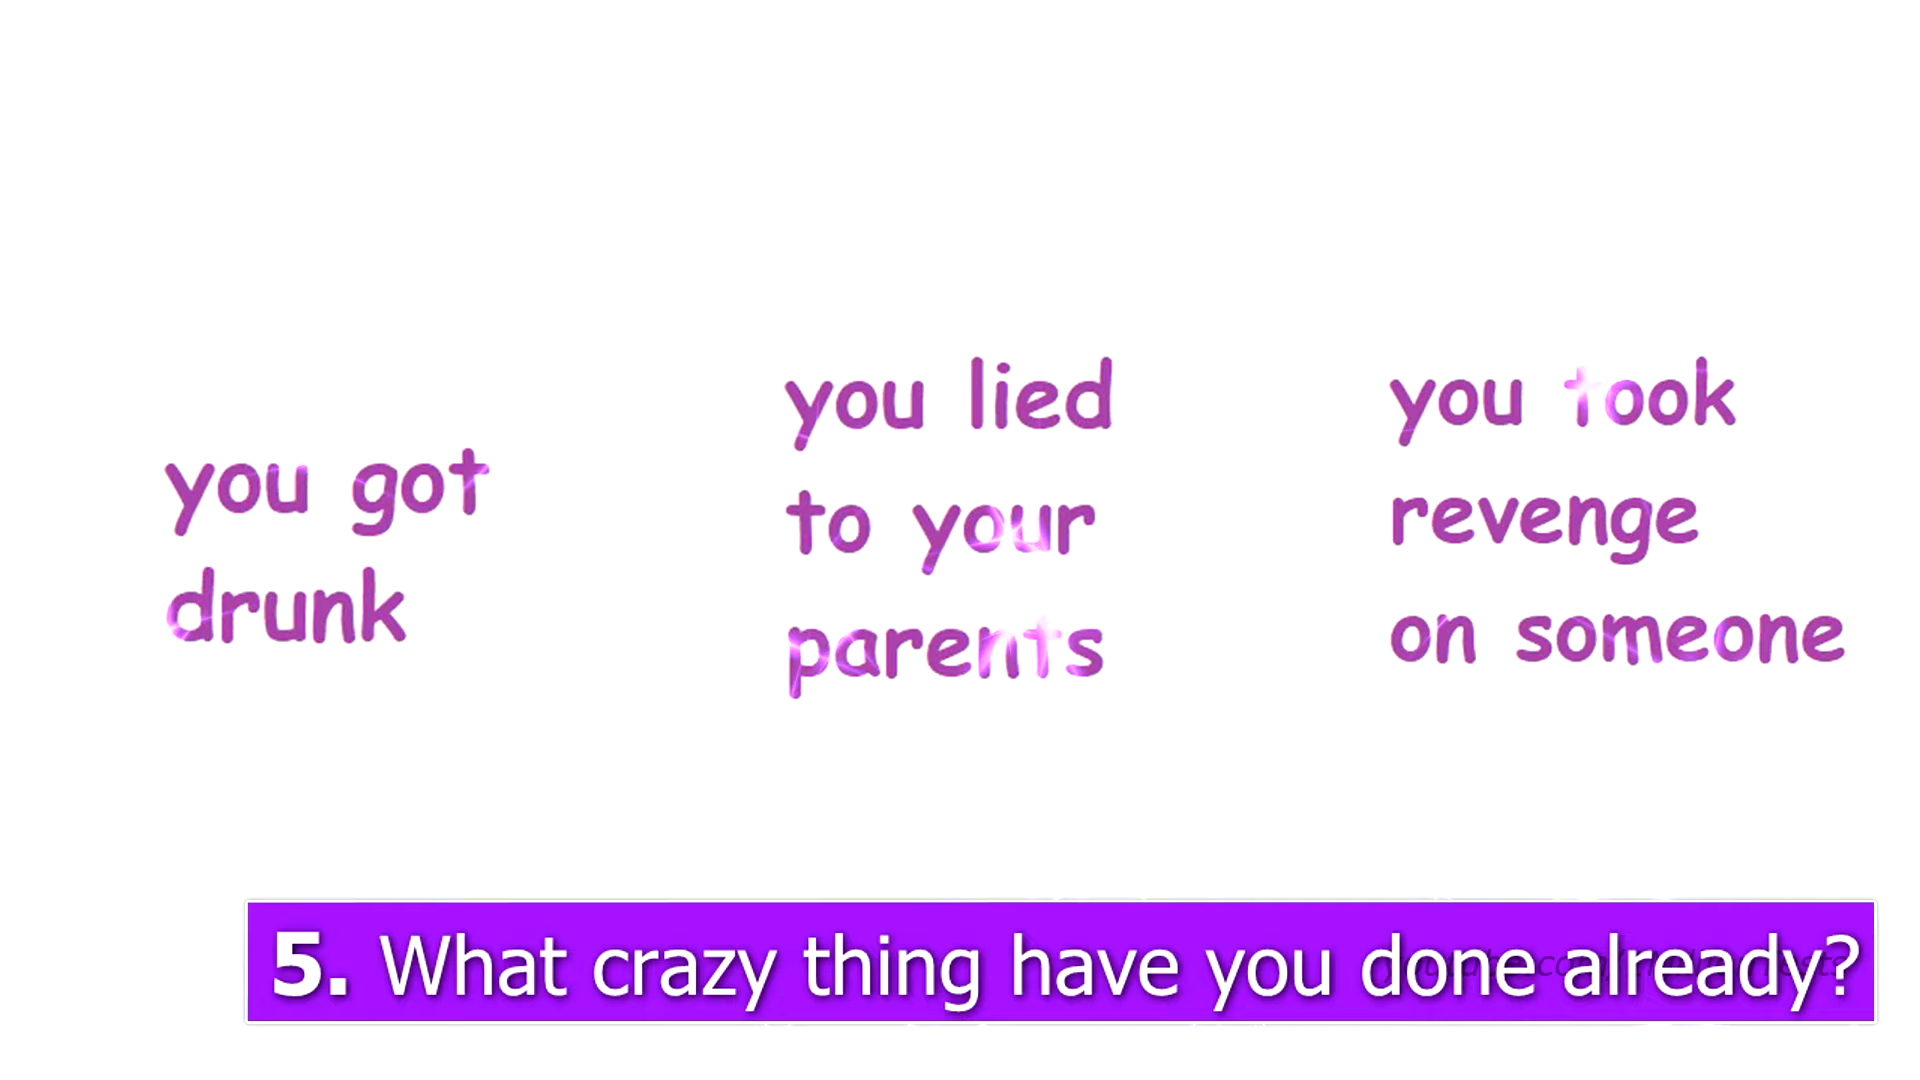 you got
drunk
you lied
to your
parents
you took
revenge
on someone
5. What crazy thing have you done already?